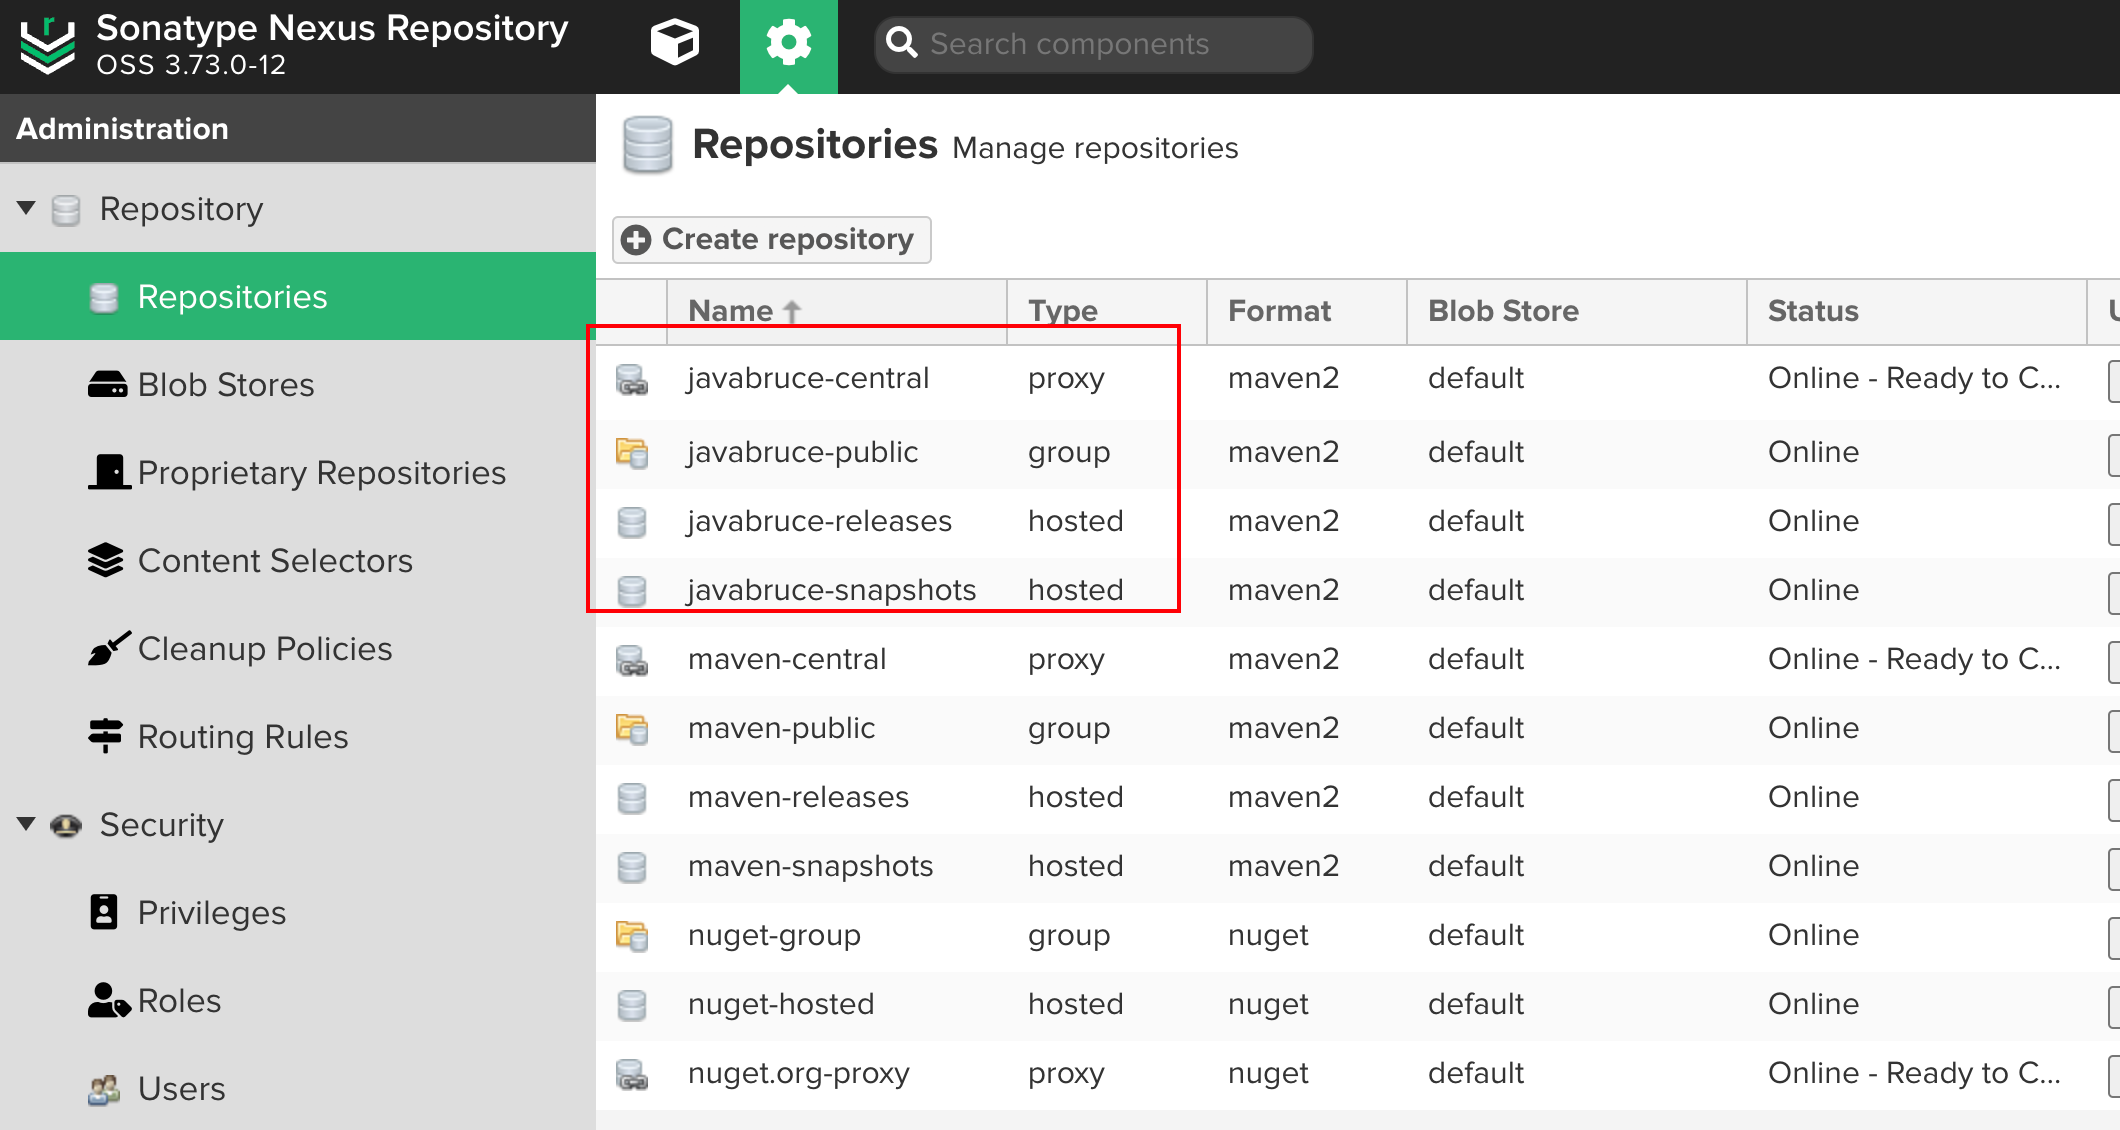 Sonatype Nexus Repository
OSS 3.73.0-12
Search components
Administration
Repository
Repositories
Blob Stores
Proprietary Repositories
Content Selectors
Cleanup Policies
Routing Rules
Security
Privileges
Roles
Users
Repositories Manage repositories
Create repository
Name Type Format Blob Store Status
javabruce-central proxy maven2 default Online - Ready to C...
javabruce-public group maven2 default Online
javabruce-releases hosted maven2 default Online
javabruce-snapshots hosted maven2 default Online
maven-central proxy maven2 default Online - Ready to C...
maven-public group maven2 default Online
maven-releases hosted maven2 default Online
maven-snapshots hosted maven2 default Online
nuget-group group nuget default Online
nuget-hosted hosted nuget default Online
nuget.org-proxy proxy nuget default Online - Ready to C...